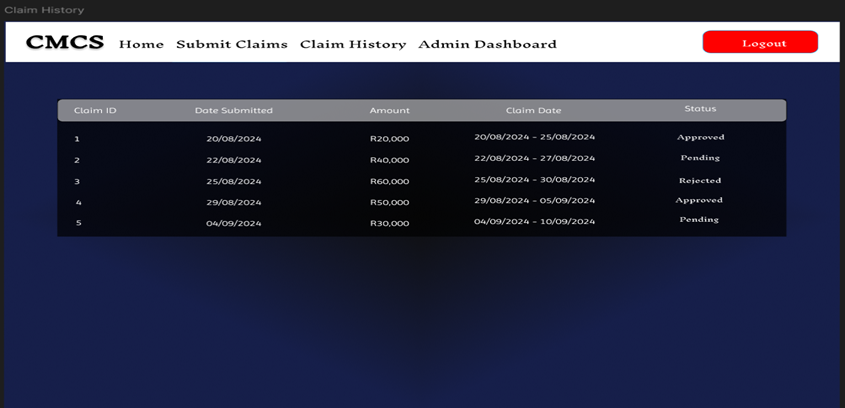 Claim History
CMCS Home Submit Claims Claim History Admin Dashboard Logout
Claim ID Date Submitted Amount Claim Date Status
1 20/08/2024 R20,000 20/08/2024 - 25/08/2024 Approved
2 22/08/2024 R40,000 22/08/2024 - 27/08/2024 Pending
3 25/08/2024 R60,000 25/08/2024 - 30/08/2024 Rejected
4 29/08/2024 R50,000 29/08/2024 - 05/09/2024 Approved
5 04/09/2024 R30,000 04/09/2024 - 10/09/2024 Pending